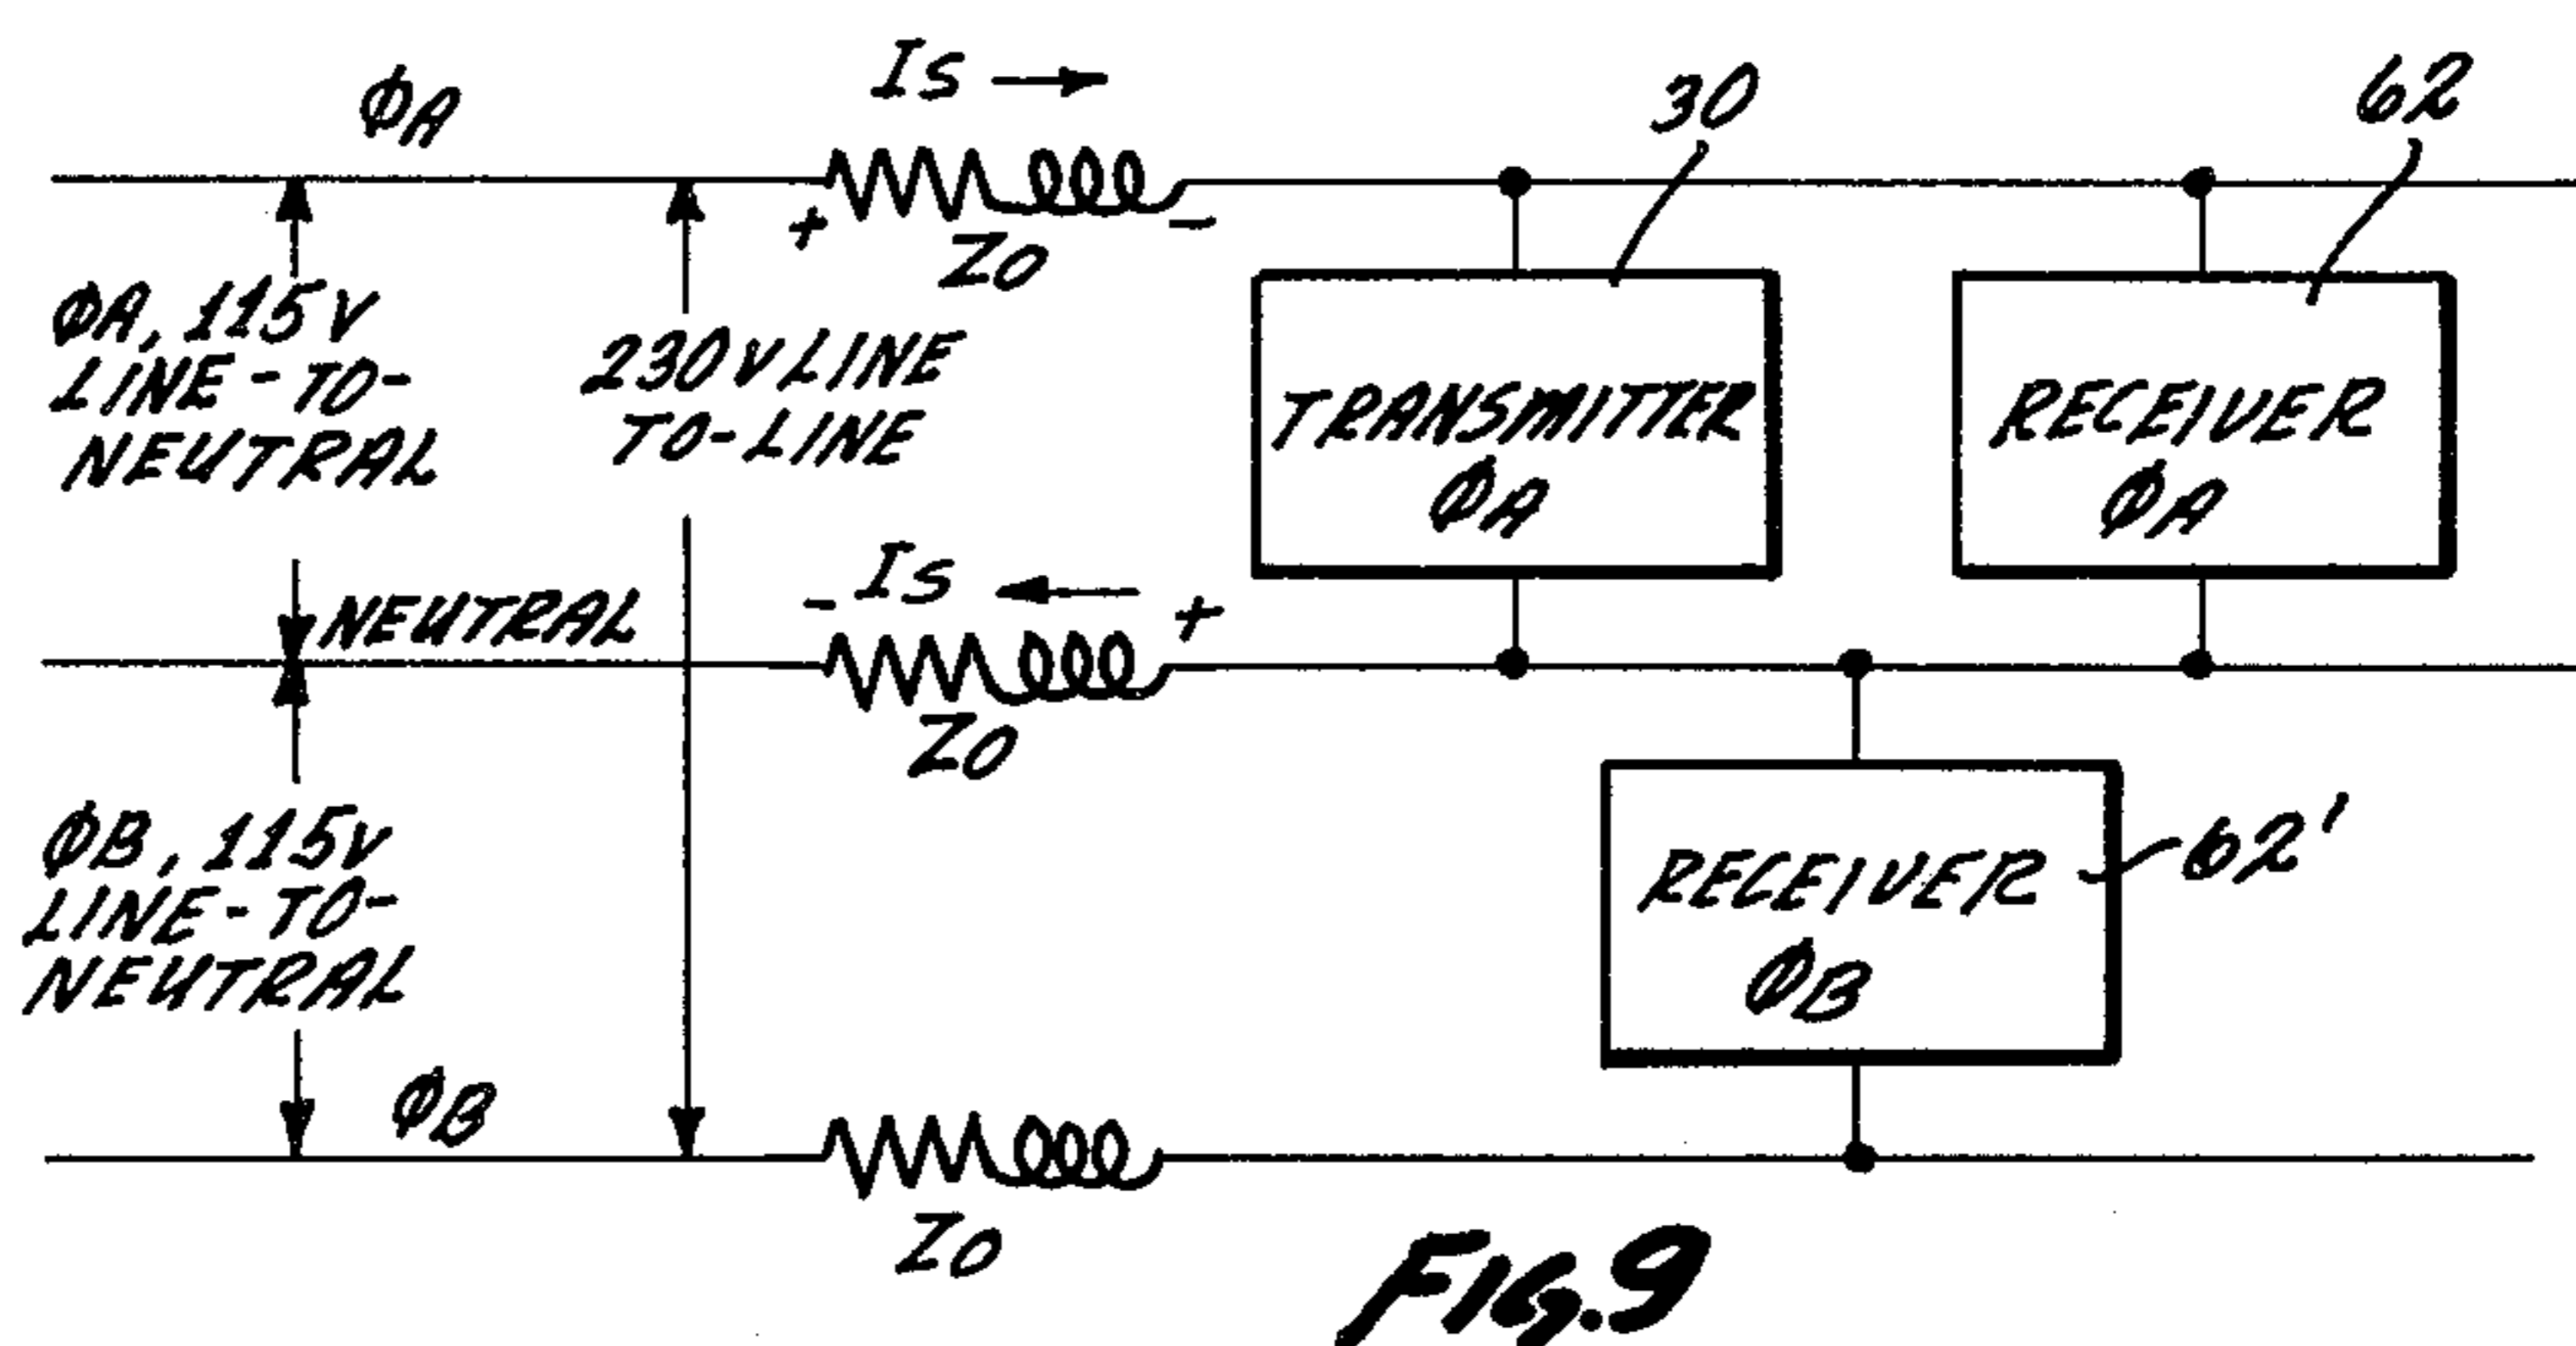 ΦA
Is
30
62
+
-
Zo
ΦA, 115V
LINE-TO-
NEUTRAL
230V LINE
TO-LINE
TRANSMITTER
ΦA
RECEIVER
ΦA
NEUTRAL
-
Is
+
Zo
ΦB, 115V
LINE-TO-
NEUTRAL
RECEIVER
ΦB
62'
ΦB
Zo
FIG.9